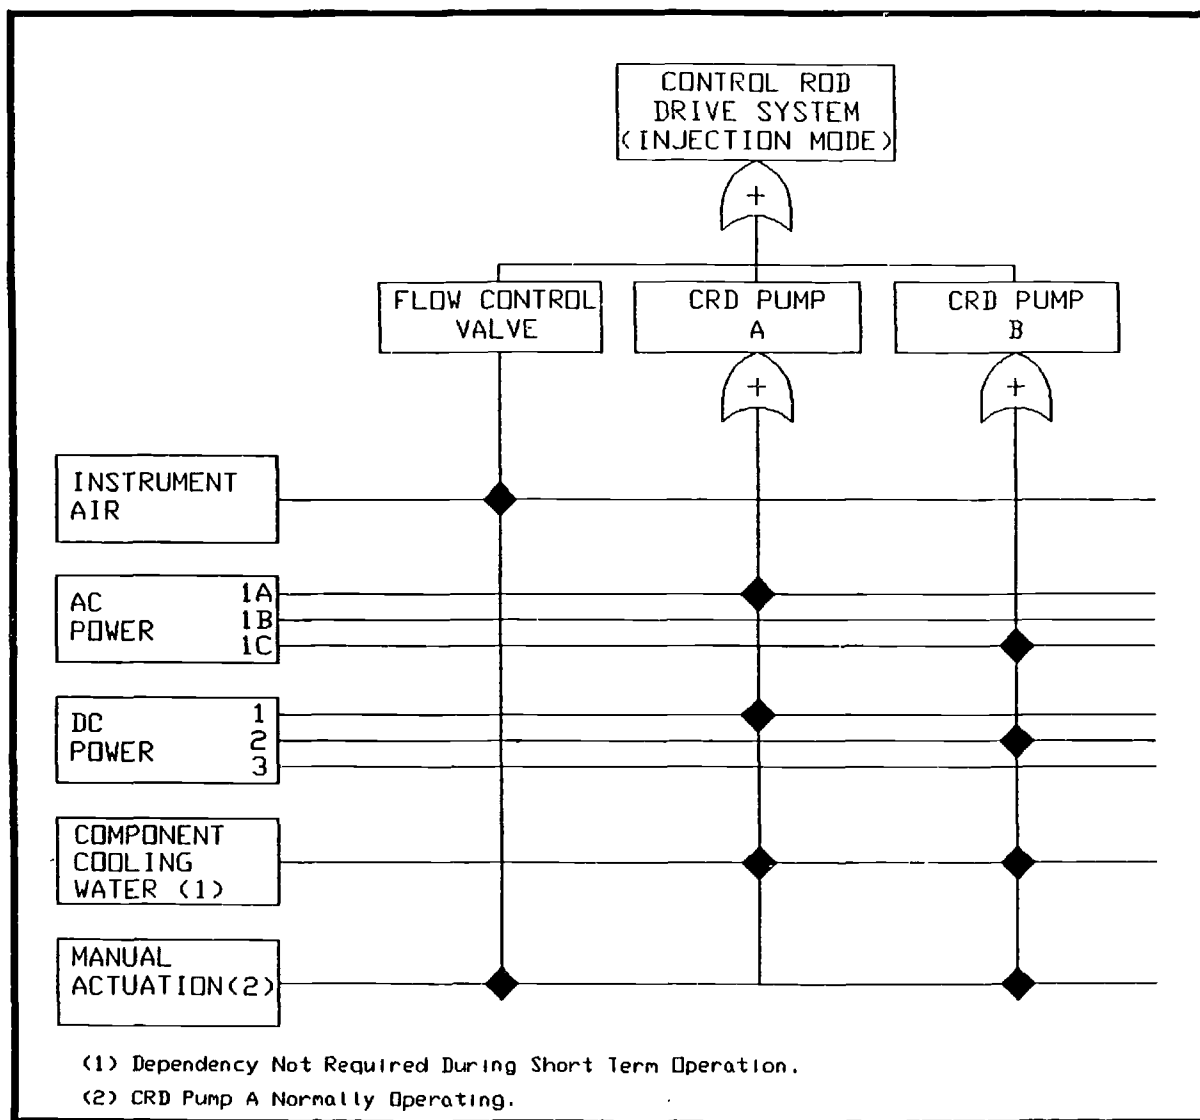 CONTROL ROD
DRIVE SYSTEM
(INJECTION MODE)
+
FLOW CONTROL
VALVE
CRD PUMP
A
CRD PUMP
B
+
+
INSTRUMENT
AIR
AC
POWER
1A
1B
1C
DC
POWER
1
2
3
COMPONENT
COOLING
WATER (1)
MANUAL
ACTUATION(2)
(1) Dependency Not Required During Short Term Operation.
(2) CRD Pump A Normally Operating.